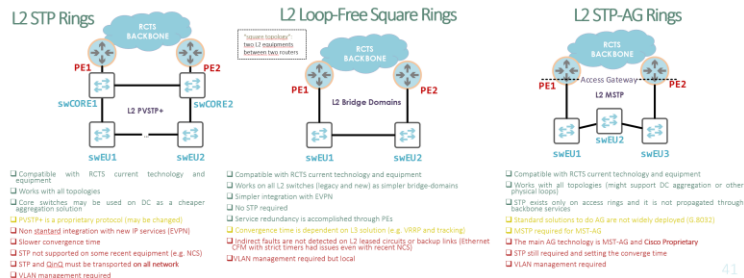 L2 STP Rings
RCTS
BACKBONE
PE1
PE2
swCORE1
swCORE2
L2 PVSTP+
swEU1
swEU2
Compatible with RCTS current technology and
equipment
Works with all topologies
Core switches may be used on DC as a cheaper
aggregation solution
PVSTP+ is a proprietary protocol (may be changed)
Non stantard integration with new IP services (EVPN)
Slower convergence time
STP not supported on some recent equipment (e.g. NCS)
STP and QinQ must be transported on all network
VLAN management required
L2 Loop-Free Square Rings
"square topology":
two L2 equipments
between two routers
RCTS
BACKBONE
PE1
PE2
L2 Bridge Domains
swEU1
swEU2
Compatible with RCTS current technology and equipment
Works on all L2 switches (legacy and new) as simpler bridge-domains
Simpler integration with EVPN
No STP required
Service redundancy is accomplished through PEs
Convergence time is dependent on L3 solution (e.g. VRRP and tracking)
Indirect faults are not detected on L2 leased circuits or backup links (Ethernet
CFM with strict timers had issues even with recent NCS)
VLAN management required but local
L2 STP-AG Rings
RCTS
BACKBONE
Access Gateway
PE1
PE2
L2 MSTP
swEU2
swEU1
swEU3
Compatible with RCTS current technology and equipment
Works with all topologies (might support DC aggregation or other
physical loops)
STP exists only on access rings and it is not propagated through
backbone services
Standard solutions to do AG are not widely deployed (G.8032)
MSTP required for MST-AG
The main AG technology is MST-AG and Cisco Proprietary
STP still required and setting the converge time
VLAN management required
41